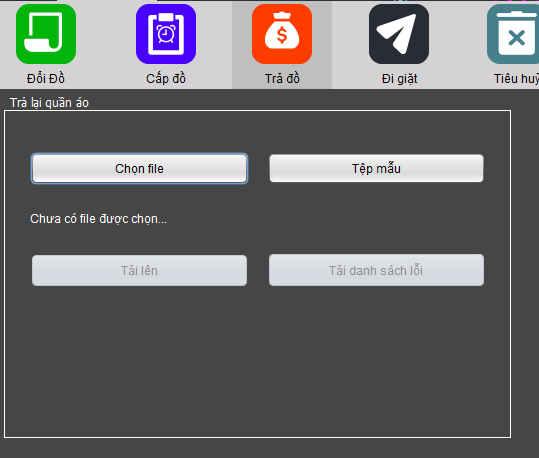 Đổi Đồ
Cấp đồ
Trả đồ
Đi giặt
Tiêu huỷ
Trả lại quần áo
Chọn file
Tệp mẫu
Chưa có file được chọn...
Tải lên
Tải danh sách lỗi